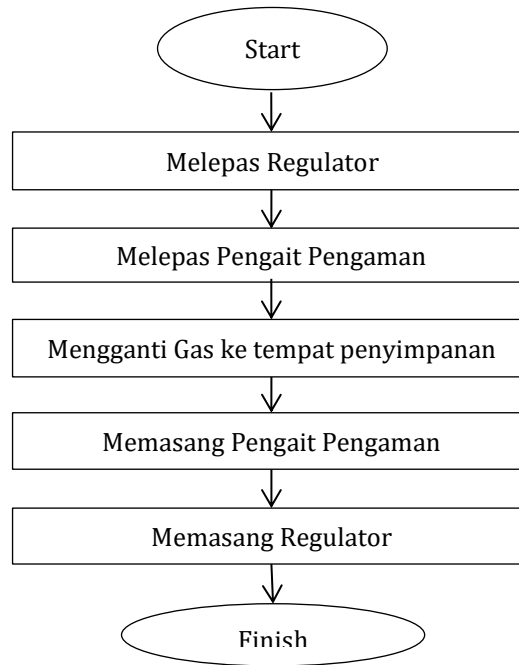 Start
Melepas Regulator
Melepas Pengait Pengaman
Mengganti Gas ke tempat penyimpanan
Memasang Pengait Pengaman
Memasang Regulator
Finish